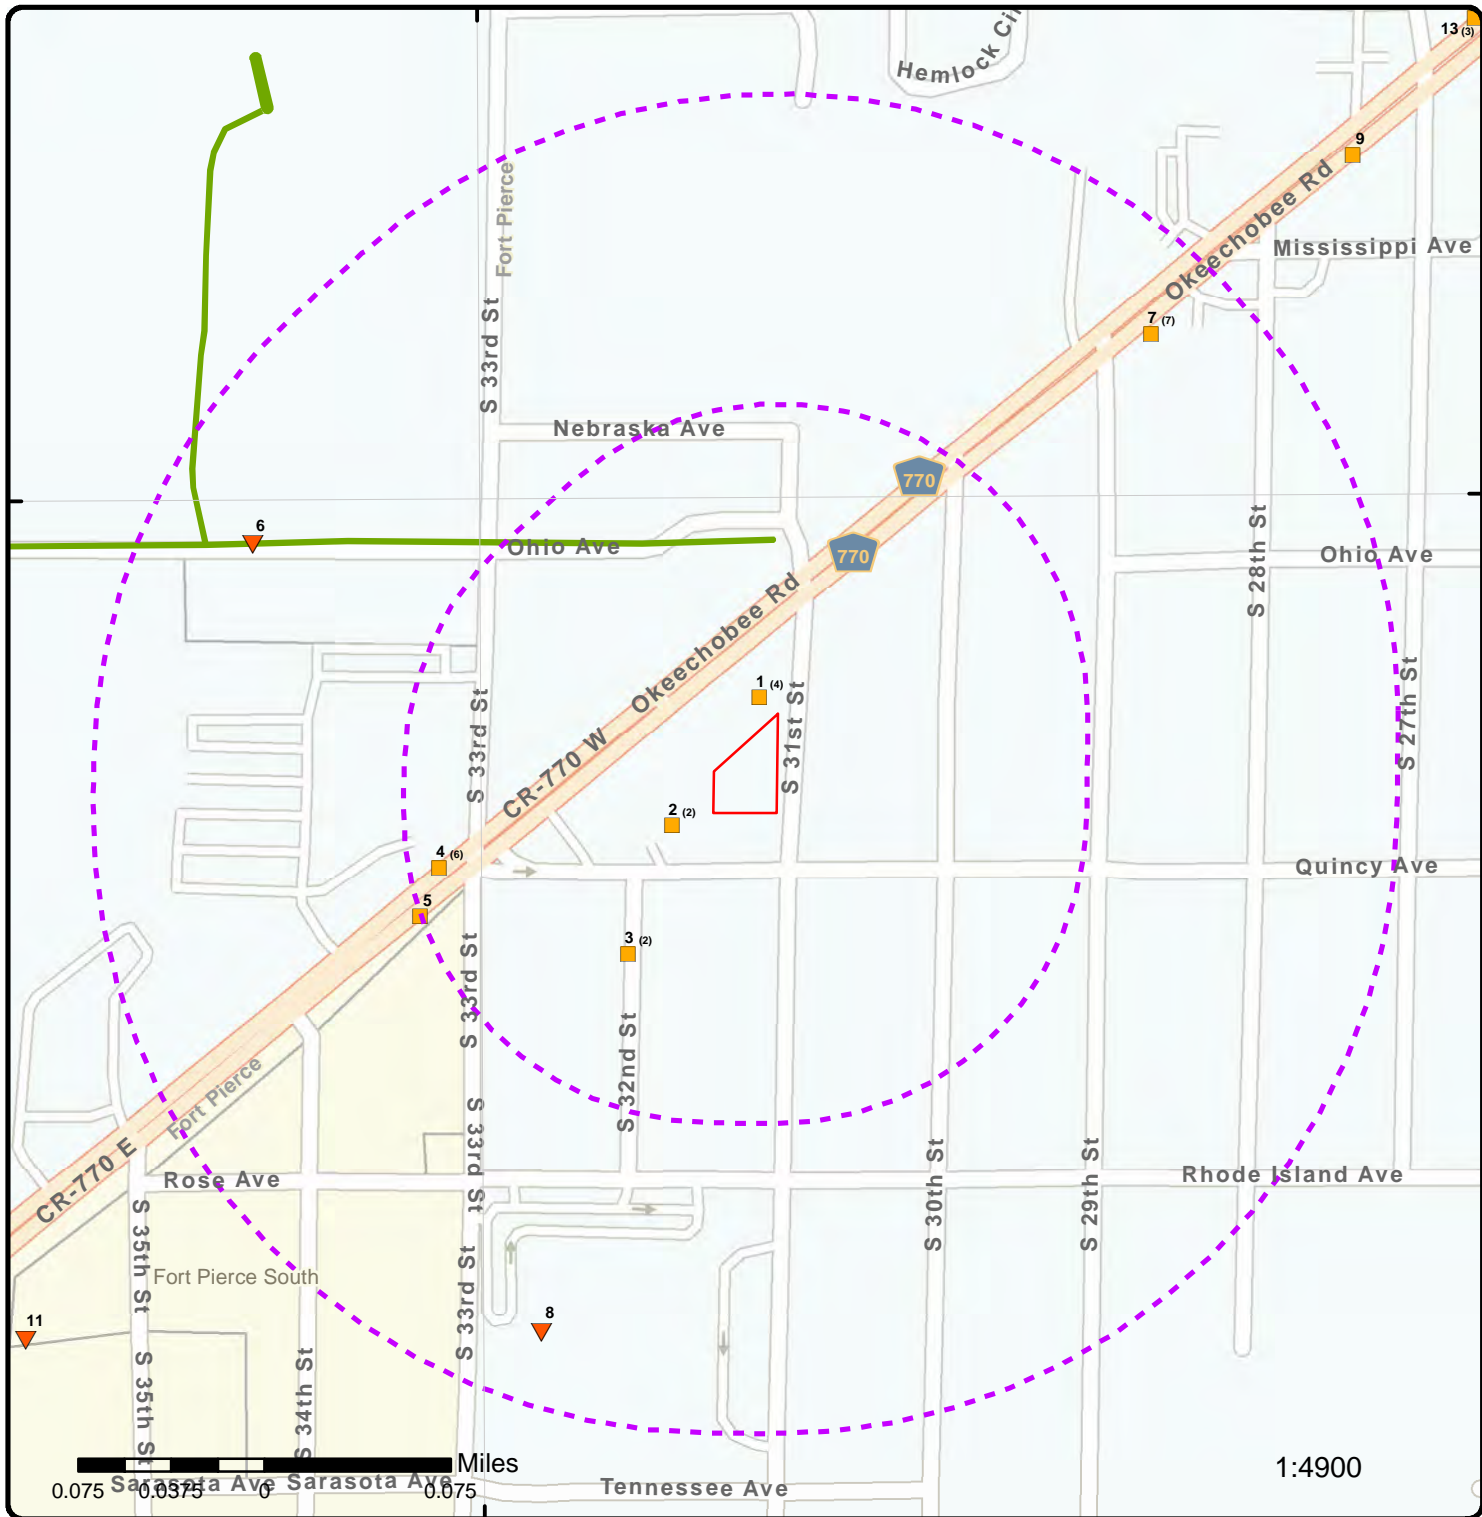 Hemlock Cir
13 (3)
9
Fort Pierce
Okeechobee Rd
Mississippi Ave
7 (7)
S 33rd St
Nebraska Ave
770
770
6
Ohio Ave
Ohio Ave
S 28th St
Okeechobee Rd
1 (4)
S 31st St
S 27th St
S 33rd St
CR-770 W
2 (2)
4 (6)
Quincy Ave
5
3 (2)
S 33rd St
S 32nd St
Fort Pierce
CR-770 E
Rose Ave
S 33rd St
Rhode Island Ave
S 30th St
S 29th St
S 35th St
Fort Pierce South
S 33rd St
8
11
S 35th St
S 34th St
Miles
1:4900
Sarasota Ave
Sarasota Ave
0.075
0.0375
0
0.075
Tennessee Ave